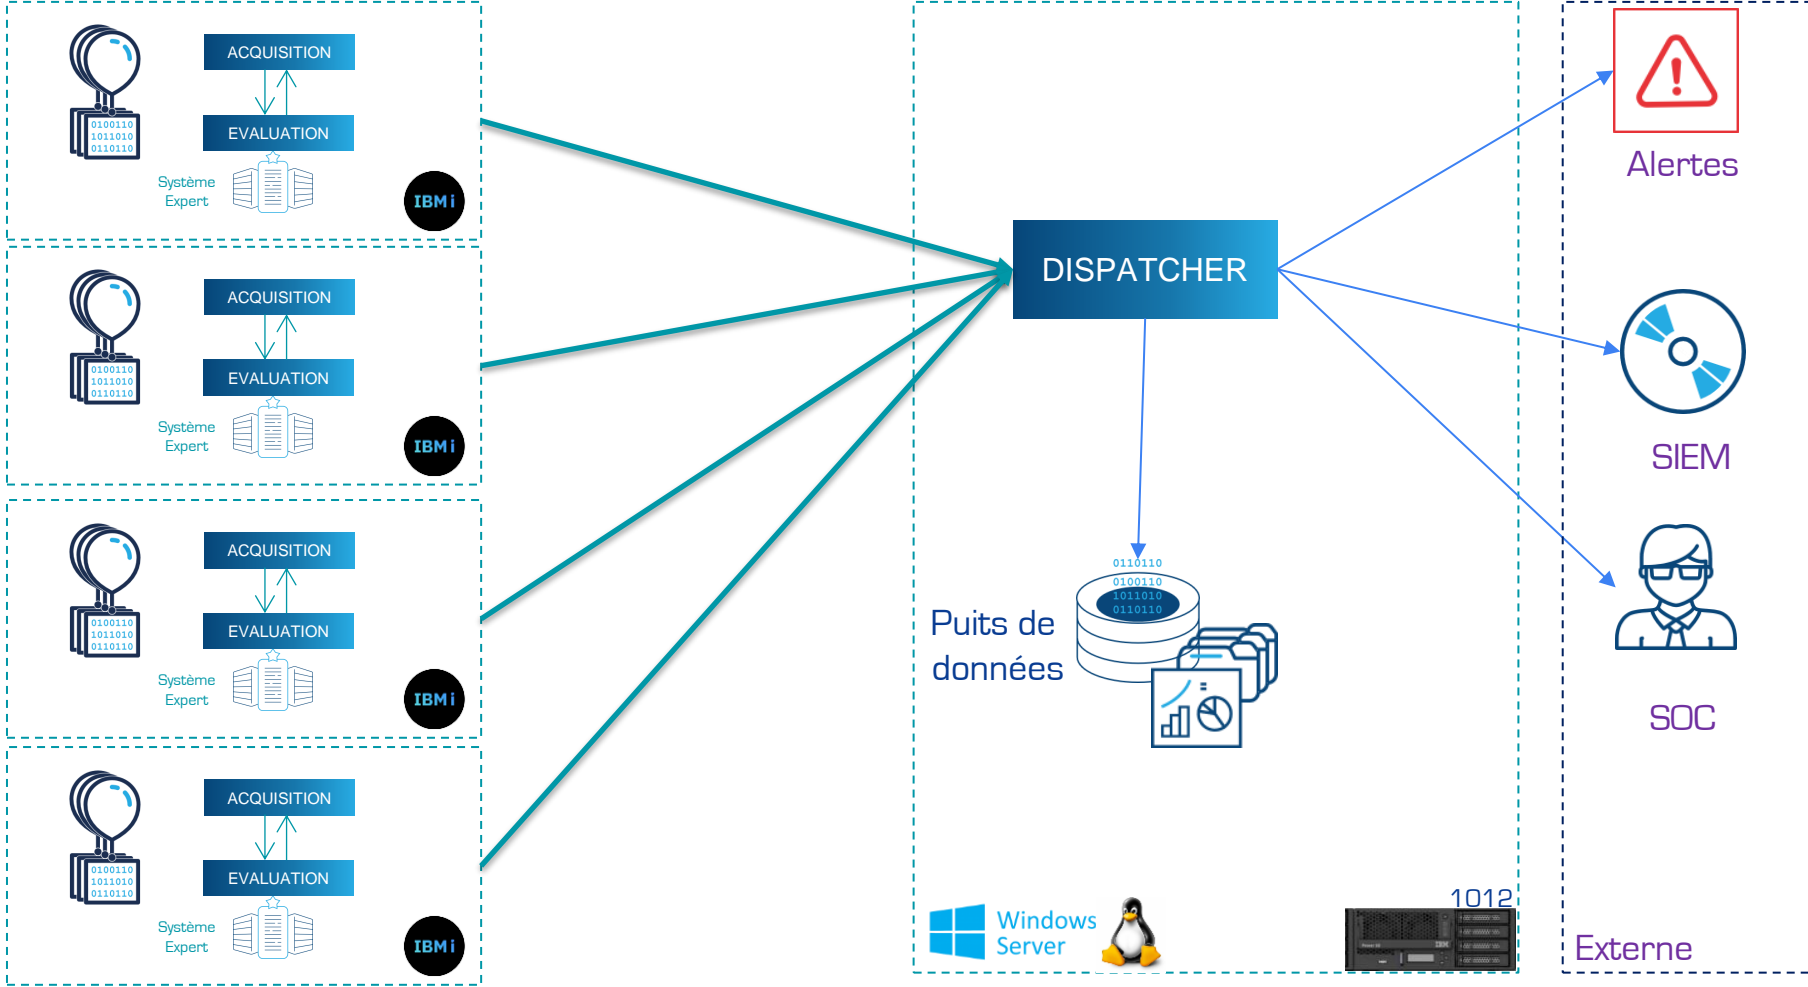 ACQUISITION
EVALUATION
0100110
1011010
0110110
Système
Expert
IBM i
ACQUISITION
EVALUATION
0100110
1011010
0110110
Système
Expert
IBM i
ACQUISITION
EVALUATION
0100110
1011010
0110110
Système
Expert
IBM i
ACQUISITION
EVALUATION
0100110
1011010
0110110
Système
Expert
IBM i
DISPATCHER
0110110
0100110
1011010
0110110
Puits de
données
Windows
Server
1012
IBM
Alertes
SIEM
SOC
Externe